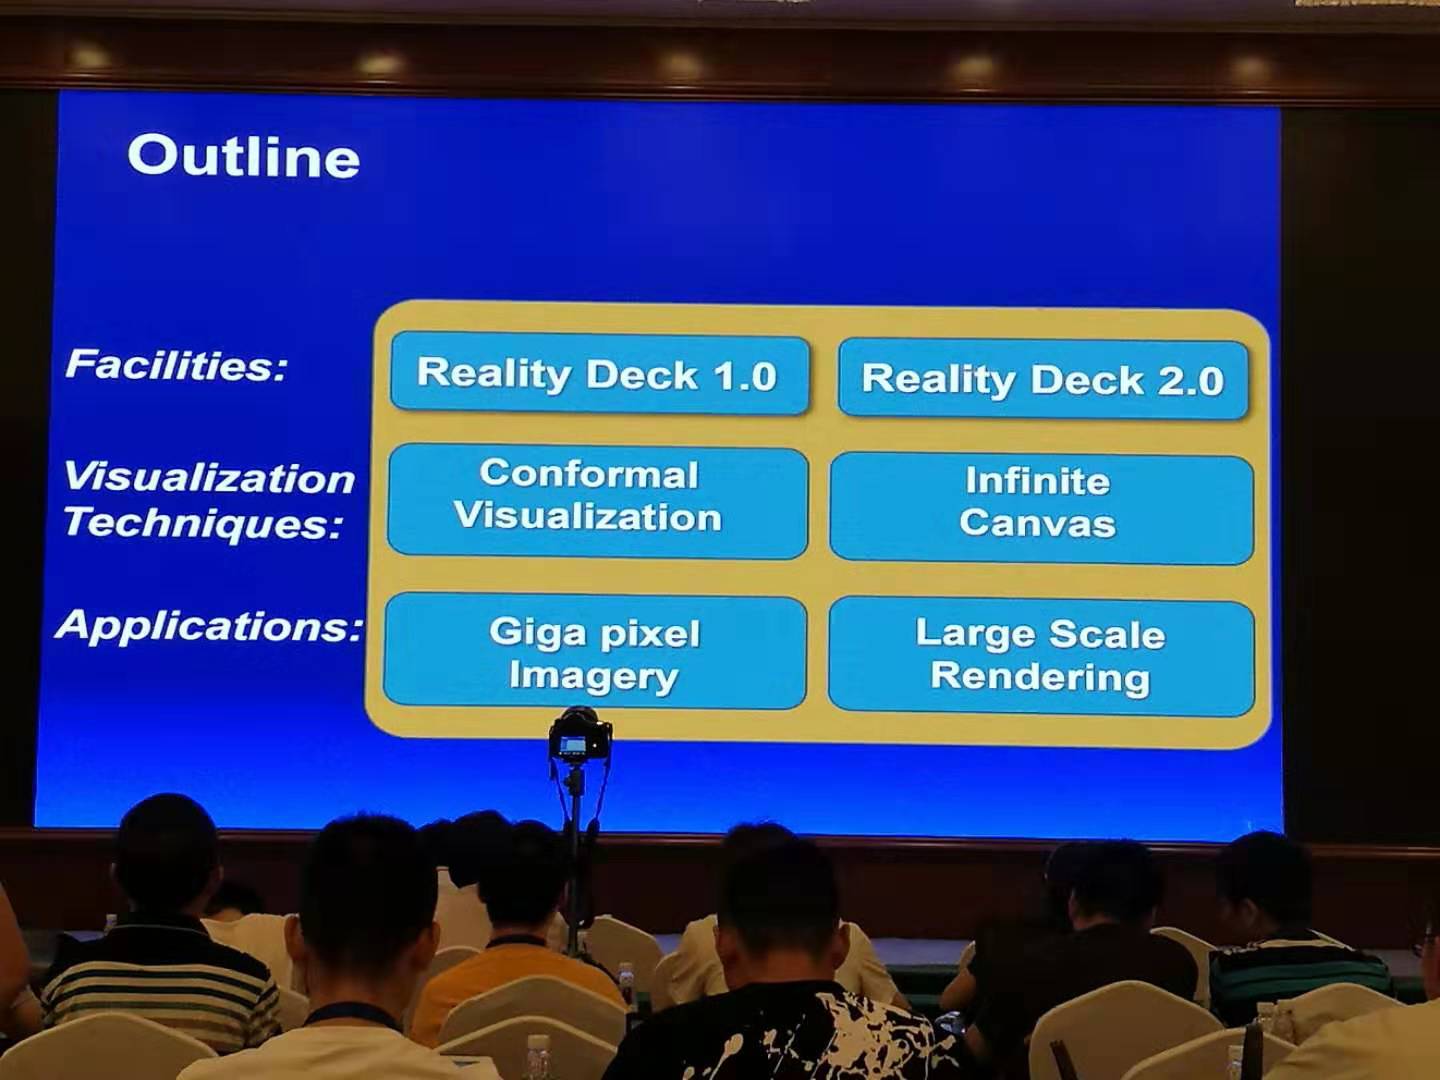 Outline
Facilities:
Reality Deck 1.0
Reality Deck 2.0
Visualization
Techniques:
Conformal
Visualization
Infinite
Canvas
Applications:
Giga pixel
Imagery
Large Scale
Rendering